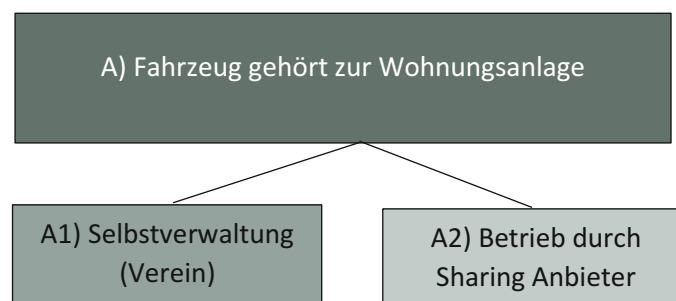 A) Fahrzeug gehört zur Wohnungsanlage
A1) Selbstverwaltung
(Verein)
A2) Betrieb durch
Sharing Anbieter